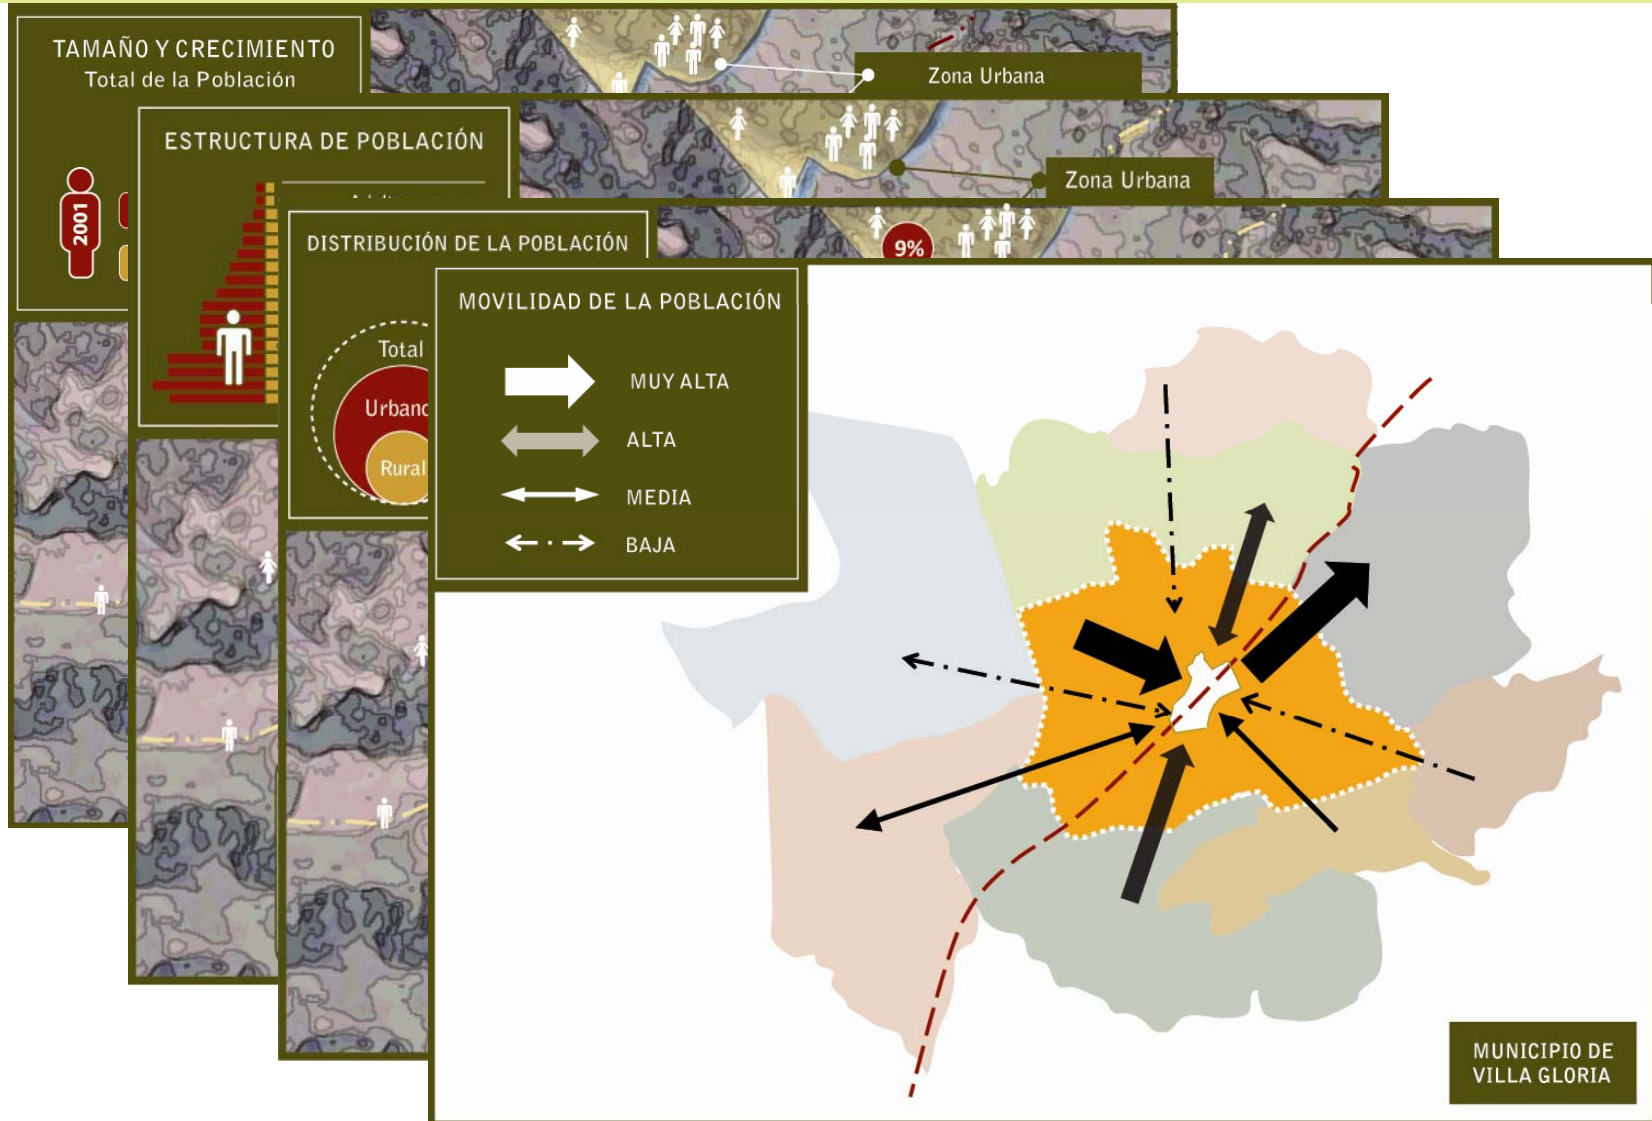 TAMAÑO Y CRECIMIENTO
Total de la Población
2001
Zona Urbana
ESTRUCTURA DE POBLACIÓN
Zona Urbana
DISTRIBUCIÓN DE LA POBLACIÓN
Total
Urbano
Rural
9%
MOVILIDAD DE LA POBLACIÓN
MUY ALTA
ALTA
MEDIA
BAJA
MUNICIPIO DE
VILLA GLORIA